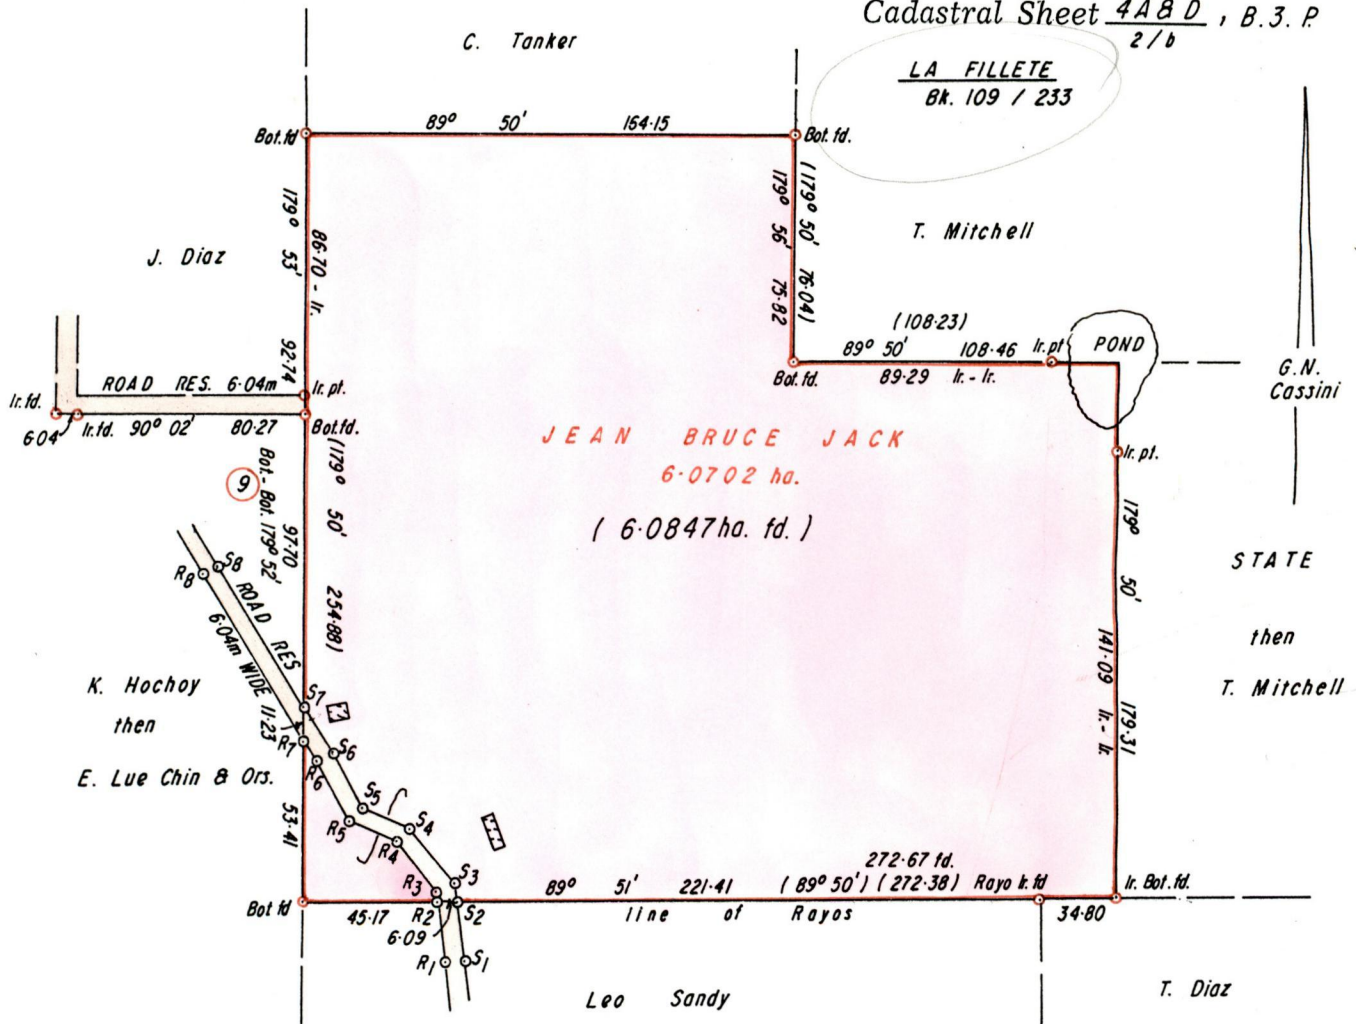 Cadastral Sheet 4A & D , B.3.P.
2/b
C. Tanker
LA FILLETE
Bk. 109 / 233
Bot.fd
89° 50' 164·15
Bot. fd.
179° 53'
86·70 - Ir.
92·74
179° 56' 75·82
(179° 50' 76·04)
T. Mitchell
J. Diaz
(108·23)
89° 50' 108·46 Ir.pt
POND
Bot. fd.
89·29 Ir. - Ir.
G.N.
Cassini
ROAD RES. 6·04m
Ir. pt.
Ir. fd.
6·04
Ir.fd. 90° 02' 80·27
Bot.fd.
JEAN BRUCE JACK
6·0702 ha.
(6·0847ha. fd.)
Ir. pt.
9
Bot.- Bot. 179° 52'
97·70
(179° 50' 254·88)
179° 50'
179·31
141·09 Ir. - Ir.
STATE
then
T. Mitchell
R8
S8
ROAD RES
6·04m WIDE
11·23
K. Hochoy
then
E. Lue Chin & Ors.
S7
R7
S6
R6
S5
R5
S4
R4
S3
R3
53·41
272·67 fd.
89° 51' 221·41 (89° 50') (272·38) Rayo Ir. fd
Ir. Bot. fd.
Bot fd
45·17
R2
S2
line of Rayos
34·80
6·09
R1
S1
Leo Sandy
T. Diaz